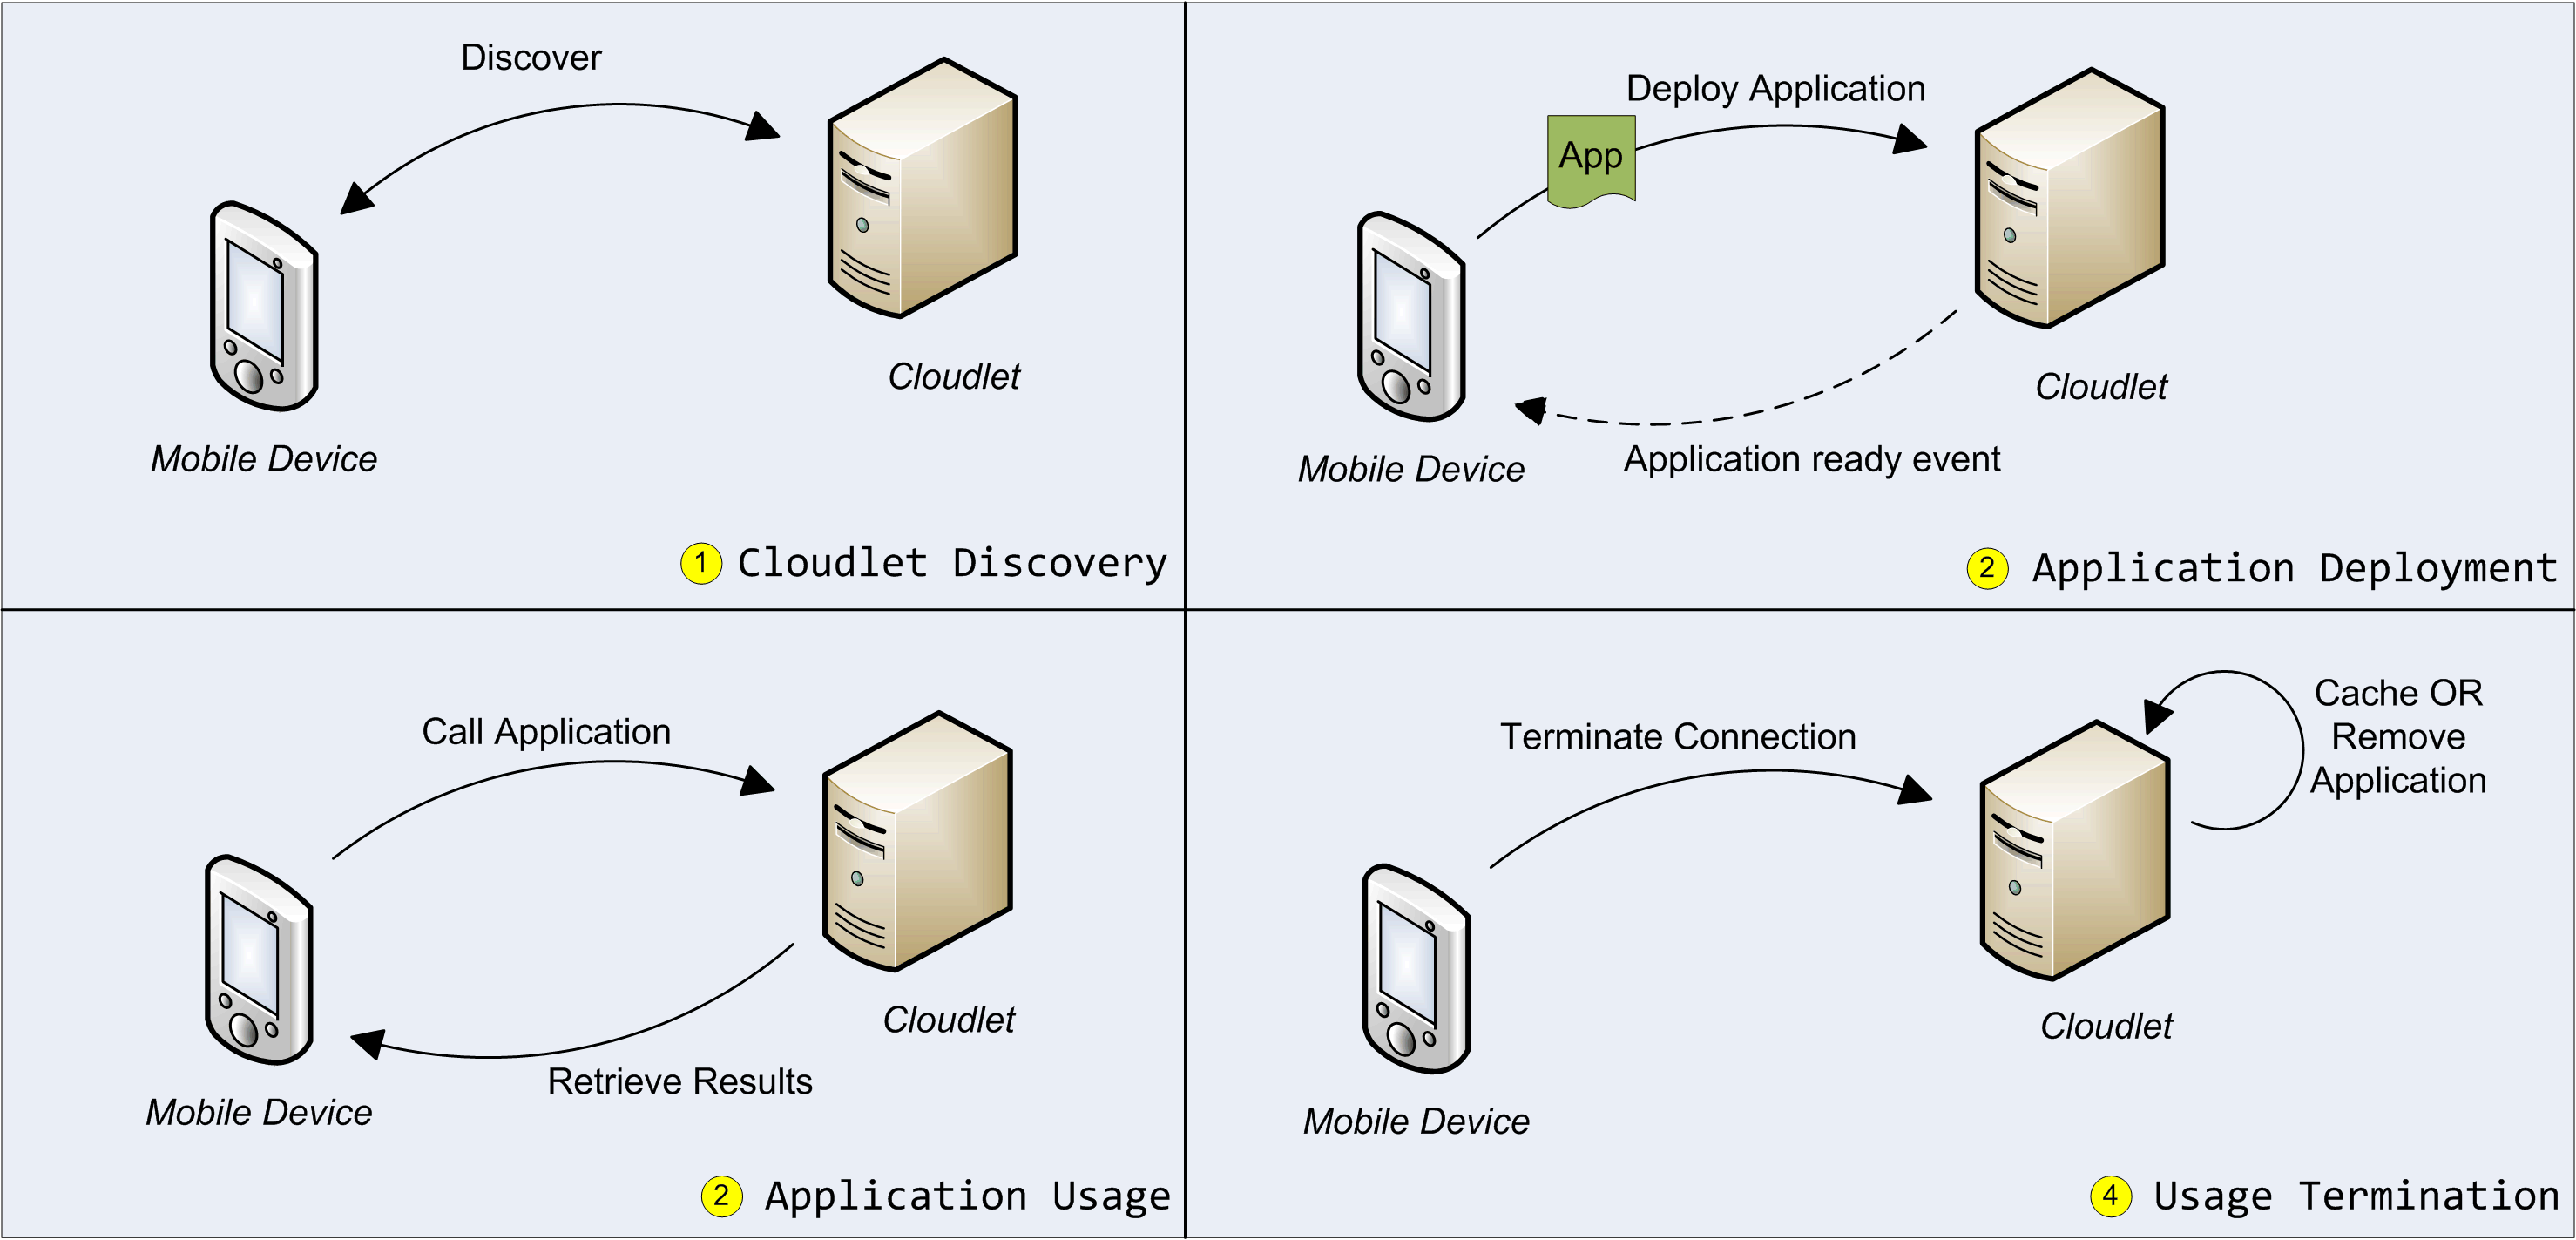 Discover
Cloudlet
Mobile Device
1 Cloudlet Discovery
Deploy Application
App
Cloudlet
Mobile Device
Application ready event
2 Application Deployment
Call Application
Cloudlet
Retrieve Results
Mobile Device
2 Application Usage
Cache OR
Remove
Application
Terminate Connection
Cloudlet
Mobile Device
4 Usage Termination